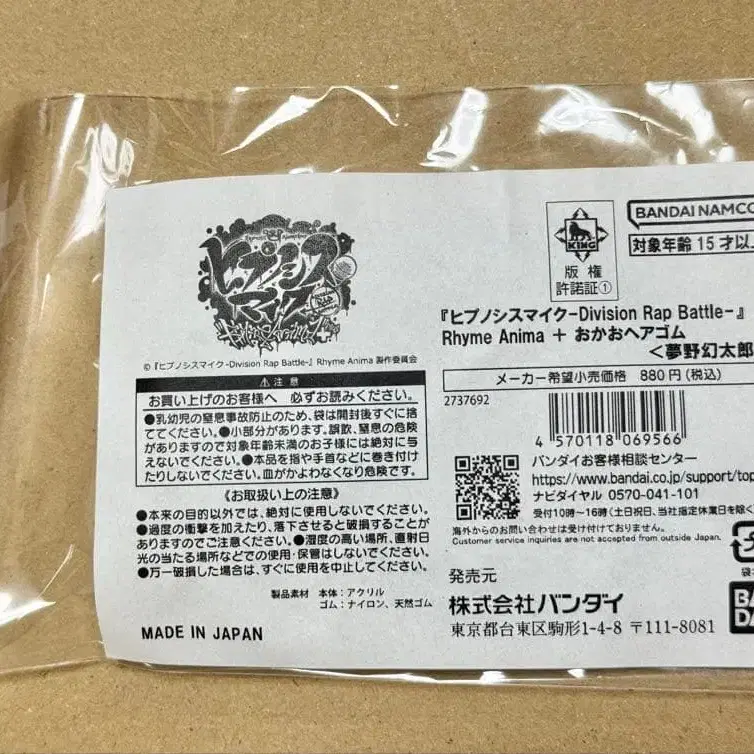 ヒプノシスマイク
©『ヒプノシスマイク-Division Rap Battle-』Rhyme Anima 製作委員会
⚠注意
お買い上げのお客様へ 必ずお読みください。
●乳幼児の窒息事故防止のため、袋は開封後すぐに捨
ててください。●小部分があります。誤飲、窒息の危険
がありますので対象年齢未満のお子様には絶対に与
えないでください。●本品を指や手首などに巻き付け
たりしないでください。血がかよわなくなり危険です。
《お取扱い上の注意》
●本来の目的以外では、絶対に使用しないでください。
●過度の衝撃を加えたり、落下させると破損することが
ありますのでご注意ください。●湿度の高い場所、直射日
光の当たる場所などでの使用・保管はしないでください。
●万一破損した場合は、すぐに使用を中止してください。
製品素材 本体:アクリル
ゴム:ナイロン、天然ゴム
MADE IN JAPAN
KING
版権
許諾証①
BANDAI NAMCO
対象年齢15才以上
『ヒプノシスマイク-Division Rap Battle-』
Rhyme Anima + おかおヘアゴム
<夢野幻太郎
メーカー希望小売価格 880円(税込)
2737692
4 570118 069566
バンダイお客様相談センター
https://www.bandai.co.jp/support/top
ナビダイヤル 0570-041-101
受付10時~16時(土日祝日、当社指定休業日を除く
海外からのお問い合わせは受け付けておりません。
Customer service inquiries are not accepted from outside Japan.
発売元
株式会社バンダイ
東京都台東区駒形1-4-8 〒111-8081